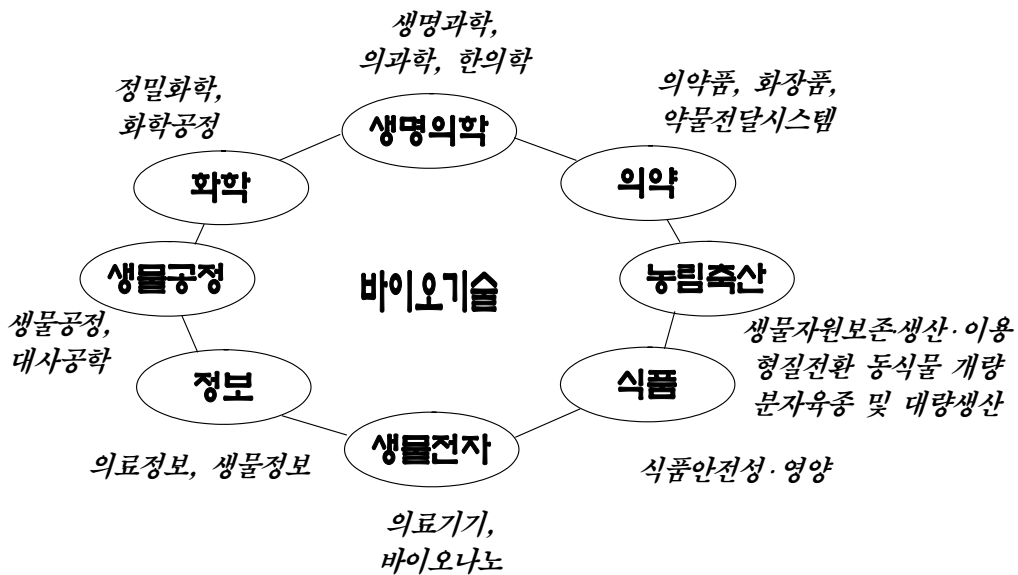 생명과학,
의과학, 한의학
생명의학
정밀화학,
화학공정
화학
의약품, 화장품,
약물전달시스템
의약
생물공정
생물공정,
대사공학
바이오기술
농림축산
생물자원보존·생산·이용
형질전환 동식물 개량
분자육종 및 대량생산
정보
의료정보, 생물정보
식품
식품안전성·영양
생물전자
의료기기,
바이오나노